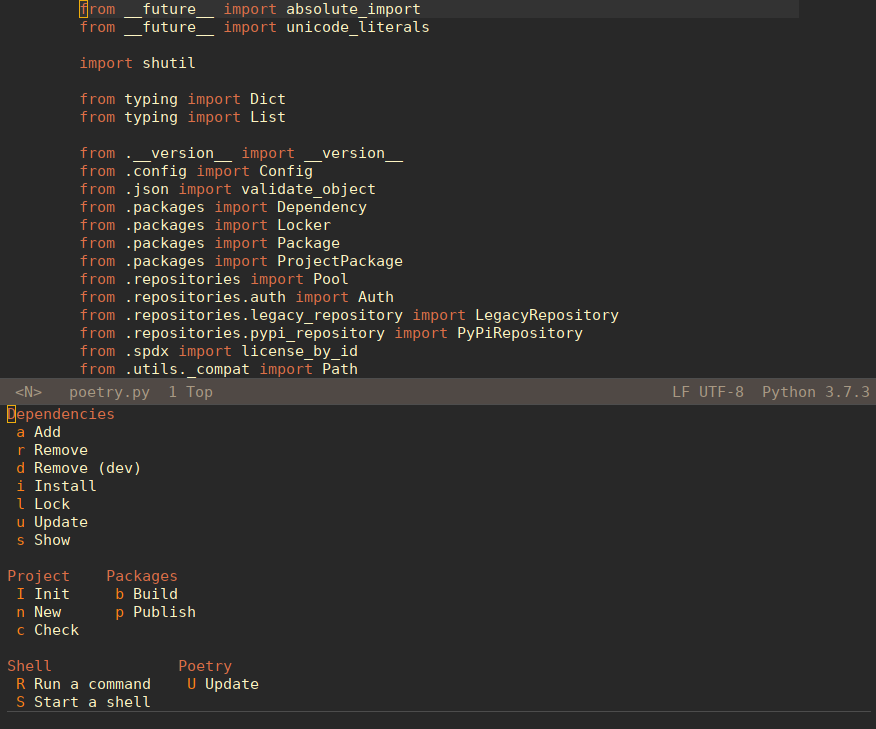 from __future__ import absolute_import
from __future__ import unicode_literals
import shutil
from typing import Dict
from typing import List
from .__version__ import __version__
from .config import Config
from .json import validate_object
from .packages import Dependency
from .packages import Locker
from .packages import Package
from .packages import ProjectPackage
from .repositories import Pool
from .repositories.auth import Auth
from .repositories.legacy_repository import LegacyRepository
from .repositories.pypi_repository import PyPiRepository
from .spdx import license_by_id
from .utils._compat import Path
<N> poetry.py 1 Top LF UTF-8 Python 3.7.3
Dependencies
a Add
r Remove
d Remove (dev)
i Install
l Lock
u Update
s Show
Project Packages
I Init b Build
n New p Publish
c Check
Shell Poetry
R Run a command U Update
S Start a shell